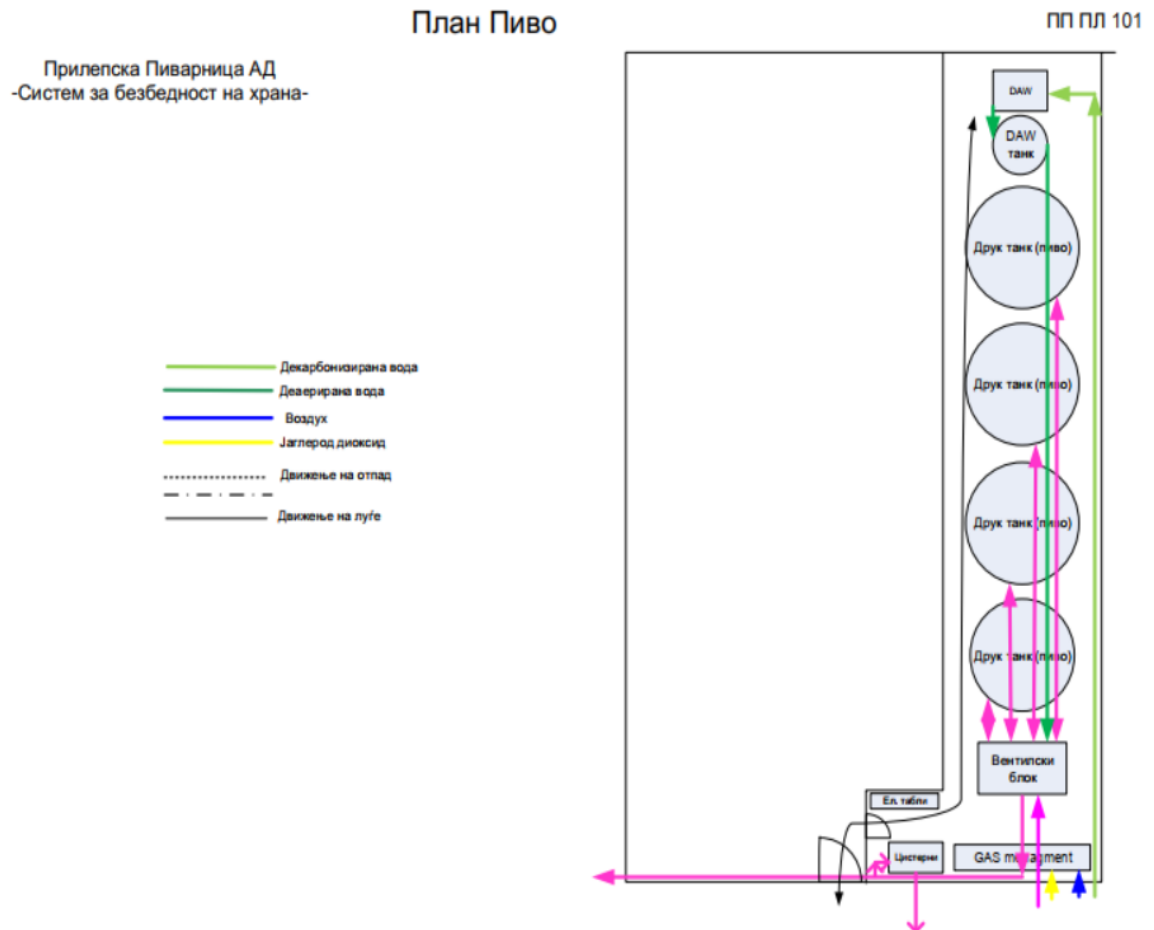 План Пиво
ПП ПЛ 101
Прилепска Пиварница АД
-Систем за безбедност на храна-
DAW
DAW
танк
Друк танк (пиво)
Друк танк (пиво)
Декарбонизирана вода
Деаерирана вода
Воздух
Јаглерод диоксид
Движење на отпад
Движење на луѓе
Друк танк (пиво)
Друк танк (пиво)
Вентилски
блок
Ел. табли
Цистерни
GAS managment